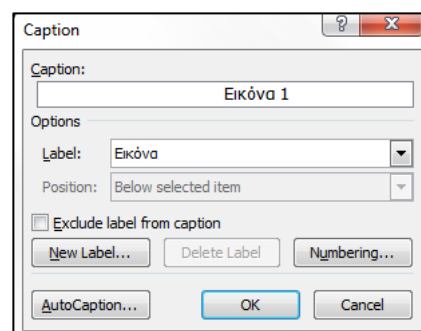 Caption
Caption:
Εικόνα 1
Options
Label:
Εικόνα
Position:
Below selected item
Exclude label from caption
New Label...
Delete Label
Numbering...
AutoCaption...
OK
Cancel